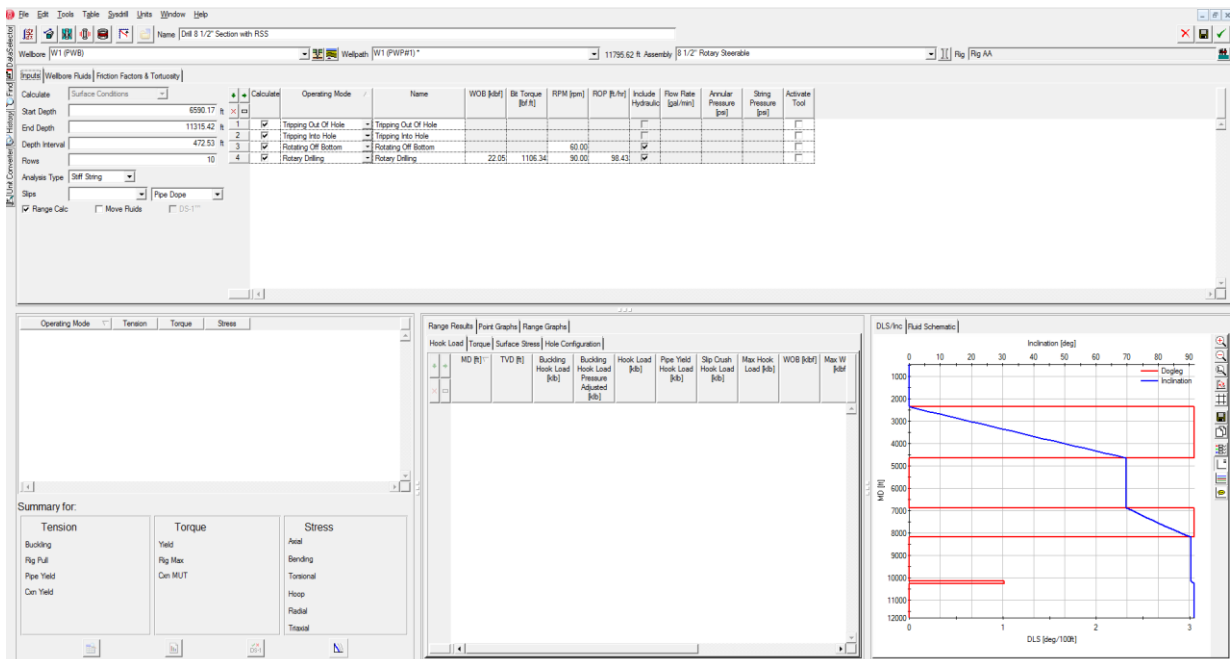 File Edit Tools Table Sysdrill Units Window Help
Name Drill 8 1/2" Section with RSS
Wellbore W1 (PWB) Wellpath W1 (PWP#1) * 11795.62 ft Assembly 8 1/2" Rotary Steerable Rig Rig AA
DataSelector
Find
History
Unit Converter
Inputs Wellbore Fluids Friction Factors & Tortuosity
Calculate Surface Conditions
Start Depth 6590.17 ft
End Depth 11315.42 ft
Depth Interval 472.53 ft
Rows 10
Analysis Type Stiff String
Slips Pipe Dope
Range Calc Move Fluids DS-1™
Calculate Operating Mode Name WOB [klbf] Bit Torque [lbf.ft] RPM [rpm] ROP [ft/hr] Include Hydraulic Flow Rate [gal/min] Annular Pressure [psi] String Pressure [psi] Activate Tool
1 Tripping Out Of Hole Tripping Out Of Hole
2 Tripping Into Hole Tripping Into Hole
3 Rotating Off Bottom Rotating Off Bottom 60.00
4 Rotary Drilling Rotary Drilling 22.05 1106.34 90.00 98.43
Operating Mode Tension Torque Stress
Summary for:
Tension
Buckling
Rig Pull
Pipe Yield
Cxn Yield
Torque
Yield
Rig Max
Cxn MUT
Stress
Axial
Bending
Torsional
Hoop
Radial
Triaxial
DS-1
Range Results Point Graphs Range Graphs
Hook Load Torque Surface Stress Hole Configuration
MD [ft] TVD [ft] Buckling Hook Load [klb] Buckling Hook Load Pressure Adjusted [klb] Hook Load [klb] Pipe Yield Hook Load [klb] Slip Crush Hook Load [klb] Max Hook Load [klb] WOB [klbf] Max W [klbf
DLS/Inc Fluid Schematic
Inclination [deg]
0 10 20 30 40 50 60 70 80 90
Dogleg
Inclination
MD [ft]
1000
2000
3000
4000
5000
6000
7000
8000
9000
10000
11000
12000
0 1 2 3
DLS [deg/100ft]